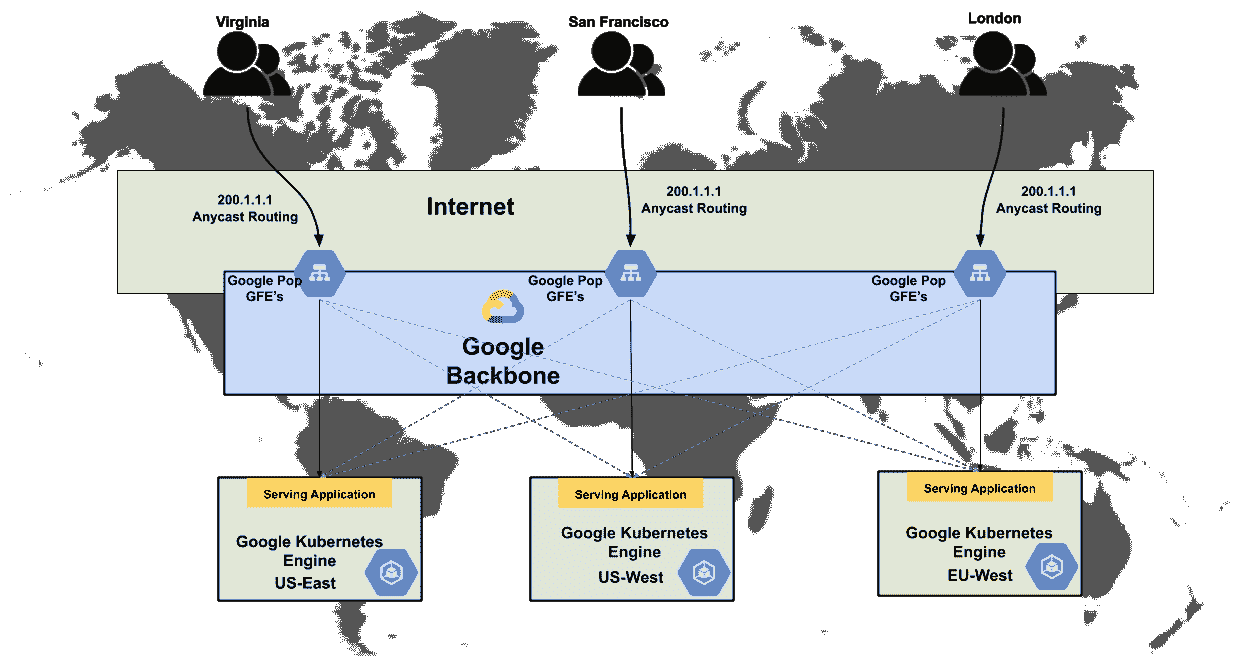 Virginia
San Francisco
London
200.1.1.1
Anycast Routing
Internet
200.1.1.1
Anycast Routing
200.1.1.1
Anycast Routing
Google Pop
GFE's
Google Pop
GFE's
Google Pop
GFE's
Google
Backbone
Serving Application
Google Kubernetes
Engine
US-East
Serving Application
Google Kubernetes
Engine
US-West
Serving Application
Google Kubernetes
Engine
EU-West